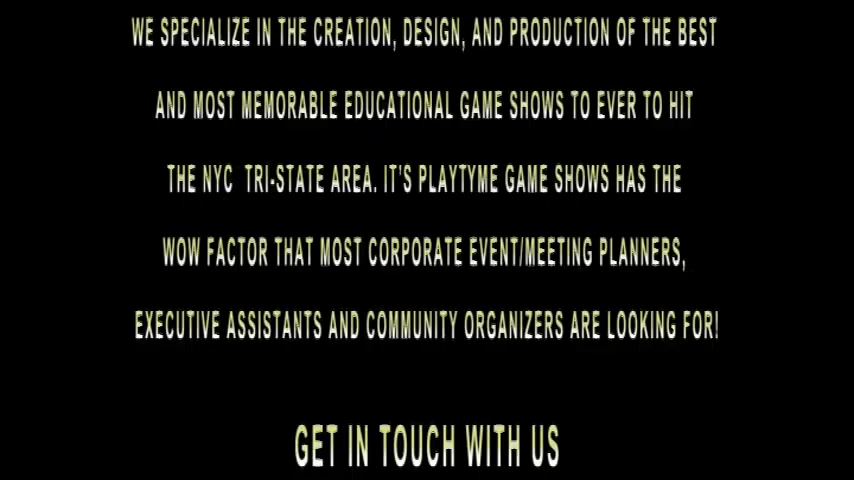 WE SPECIALIZE IN THE CREATION, DESIGN, AND PRODUCTION OF THE BEST
AND MOST MEMORABLE EDUCATIONAL GAME SHOWS TO EVER TO HIT
THE NYC  TRI-STATE AREA. IT'S PLAYTYME GAME SHOWS HAS THE
WOW FACTOR THAT MOST CORPORATE EVENT/MEETING PLANNERS,
EXECUTIVE ASSISTANTS AND COMMUNITY ORGANIZERS ARE LOOKING FOR!
GET IN TOUCH WITH US